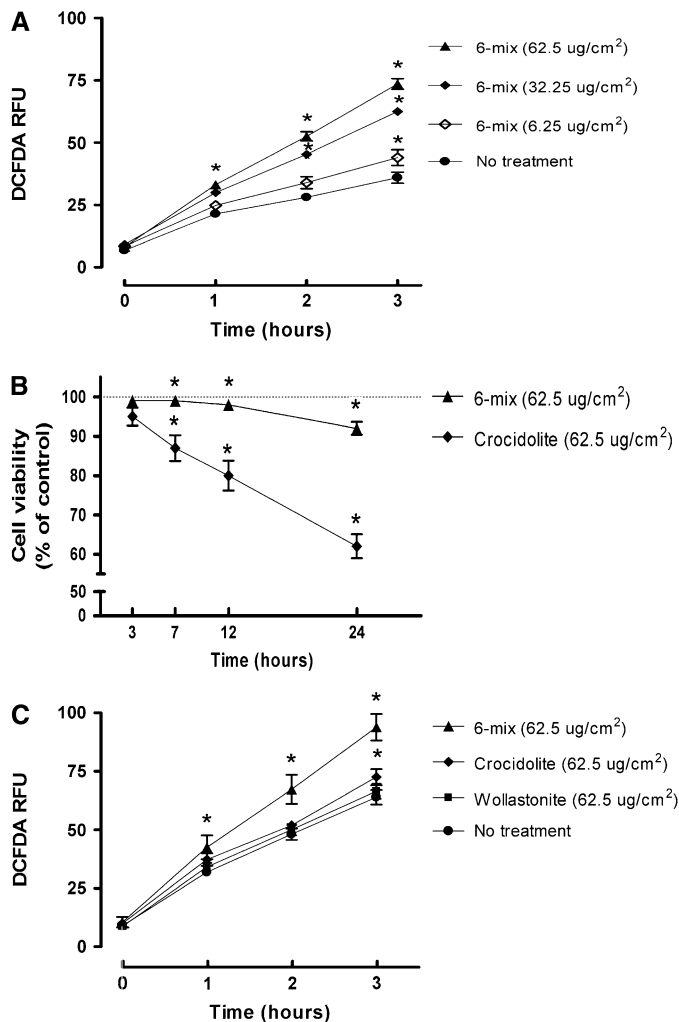 A
100
75
50
25
0
DCFDA RFU
0 1 2 3
Time (hours)
* * * * * *
6-mix (62.5 ug/cm2)
6-mix (32.25 ug/cm2)
6-mix (6.25 ug/cm2)
No treatment
B
100
90
80
70
60
50
0
Cell viability
(% of control)
3 7 12 24
Time (hours)
* * * * * *
6-mix (62.5 ug/cm2)
Crocidolite (62.5 ug/cm2)
C
100
75
50
25
0
DCFDA RFU
0 1 2 3
Time (hours)
* * * *
6-mix (62.5 ug/cm2)
Crocidolite (62.5 ug/cm2)
Wollastonite (62.5 ug/cm2)
No treatment